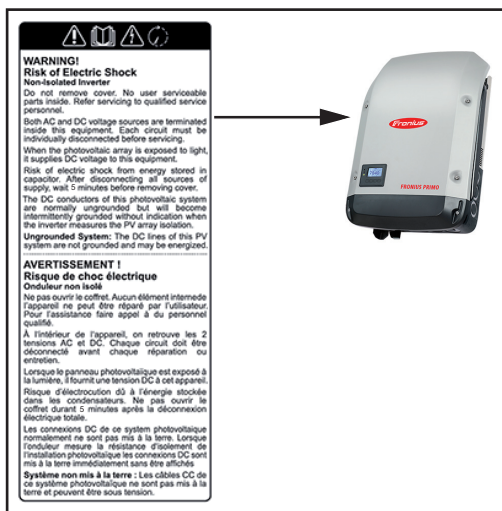 WARNING!
Risk of Electric Shock
Non-Isolated Inverter
Do not remove cover. No user serviceable
parts inside. Refer servicing to qualified service
personnel.
Both AC and DC voltage sources are terminated
inside this equipment. Each circuit must be
individually disconnected before servicing.
When the photovoltaic array is exposed to light,
it supplies DC voltage to this equipment.
Risk of electric shock from energy stored in
capacitor. After disconnecting all sources of
supply, wait 5 minutes before removing cover.
The DC conductors of this photovoltaic system
are normally ungrounded but will become
intermittently grounded without indication when
the inverter measures the PV array isolation.
Ungrounded System: The DC lines of this PV
system are not grounded and may be energized.
AVERTISSEMENT !
Risque de choc électrique
Onduleur non isolé
Ne pas ouvrir le coffret. Aucun élément internede
l'appareil ne peut être réparé par l'utilisateur.
Pour l'assistance faire appel à du personnel
qualifié.
À l'intérieur de l'appareil, on retrouve les 2
tensions AC et DC. Chaque circuit doit être
déconnecté avant chaque réparation ou
entretien.
Lorsque le panneau photovoltaïque est exposé à
la lumière, il fournit une tension DC à cet appareil.
Risque d'électrocution dû à l'énergie stockée
dans les condensateurs. Ne pas ouvrir le
coffret durant 5 minutes après la déconnexion
électrique totale.
Les connexions DC de ce system photovoltaique
normalement ne sont pas mis à la terre. Lorsque
l'onduleur mesure la résistance d'isolement de
l'installation photovoltaique les connexions DC sont
mis à la terre immédiatement sans être affichés
Système non mis à la terre : Les câbles CC de
ce système photovoltaïque ne sont pas mis à la
terre et peuvent être sous tension.
Fronius
FRONIUS PRIMO